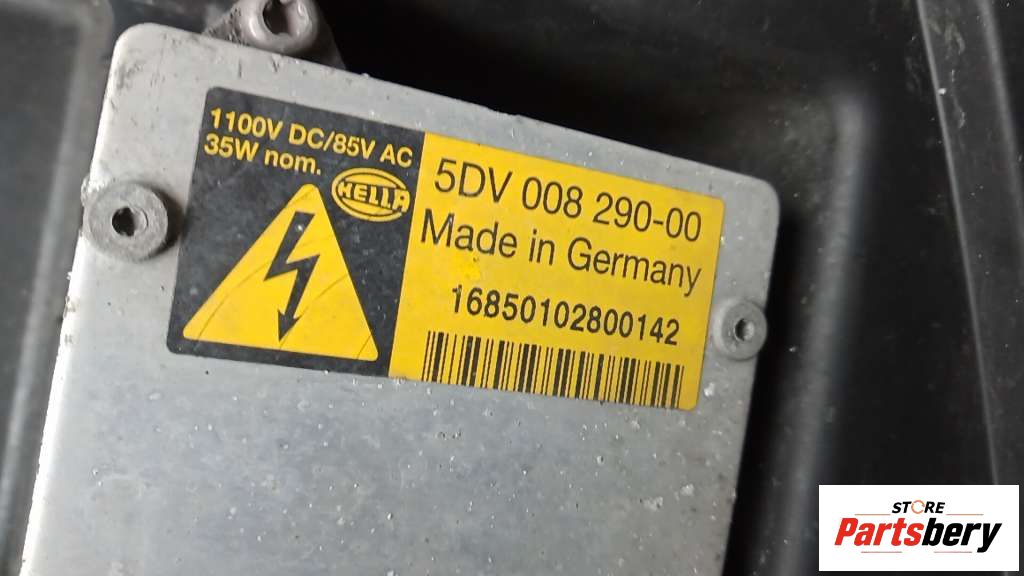 1100V DC/85V AC
35W nom.
HELLA
5DV 008 290-00
Made in Germany
16850102800142
STORE
Partsbery